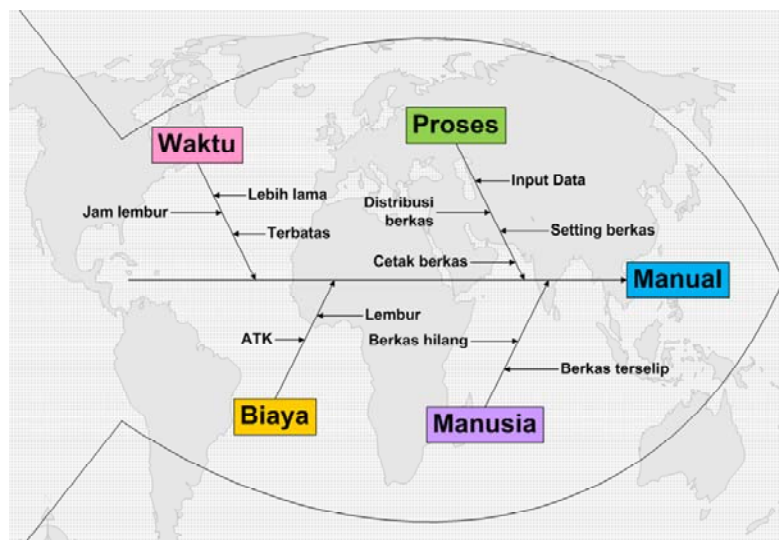 Proses
Waktu
Input Data
Lebih lama
Distribusi
berkas
Jam lembur
Setting berkas
Terbatas
Cetak berkas
Manual
Lembur
ATK
Berkas hilang
Berkas terselip
Biaya
Manusia